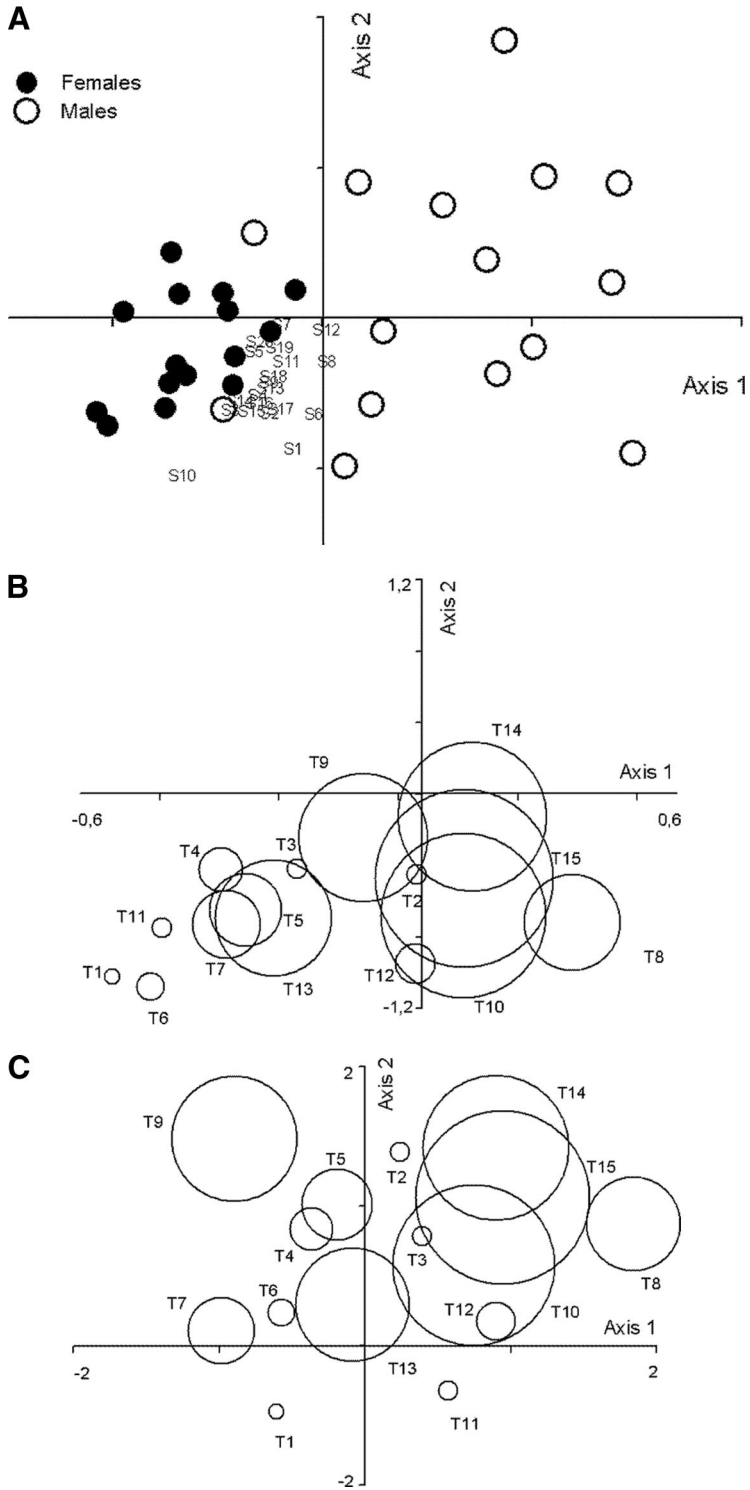 A
Axis 2
Females
Males
S7
S12
S19
S5
S11
S8
S18
S13
S15
S17
S2
S6
S1
S10
Axis 1
B
1,2
Axis 2
T14
T9
Axis 1
-0,6
0,6
T4
T3
T15
T2
T11
T5
T8
T7
T12
T1
T13
T10
T6
-1,2
C
2
Axis 2
T14
T9
T5
T2
T15
T4
T3
T8
T6
T7
T12
T10
Axis 1
-2
2
T13
T11
T1
-2